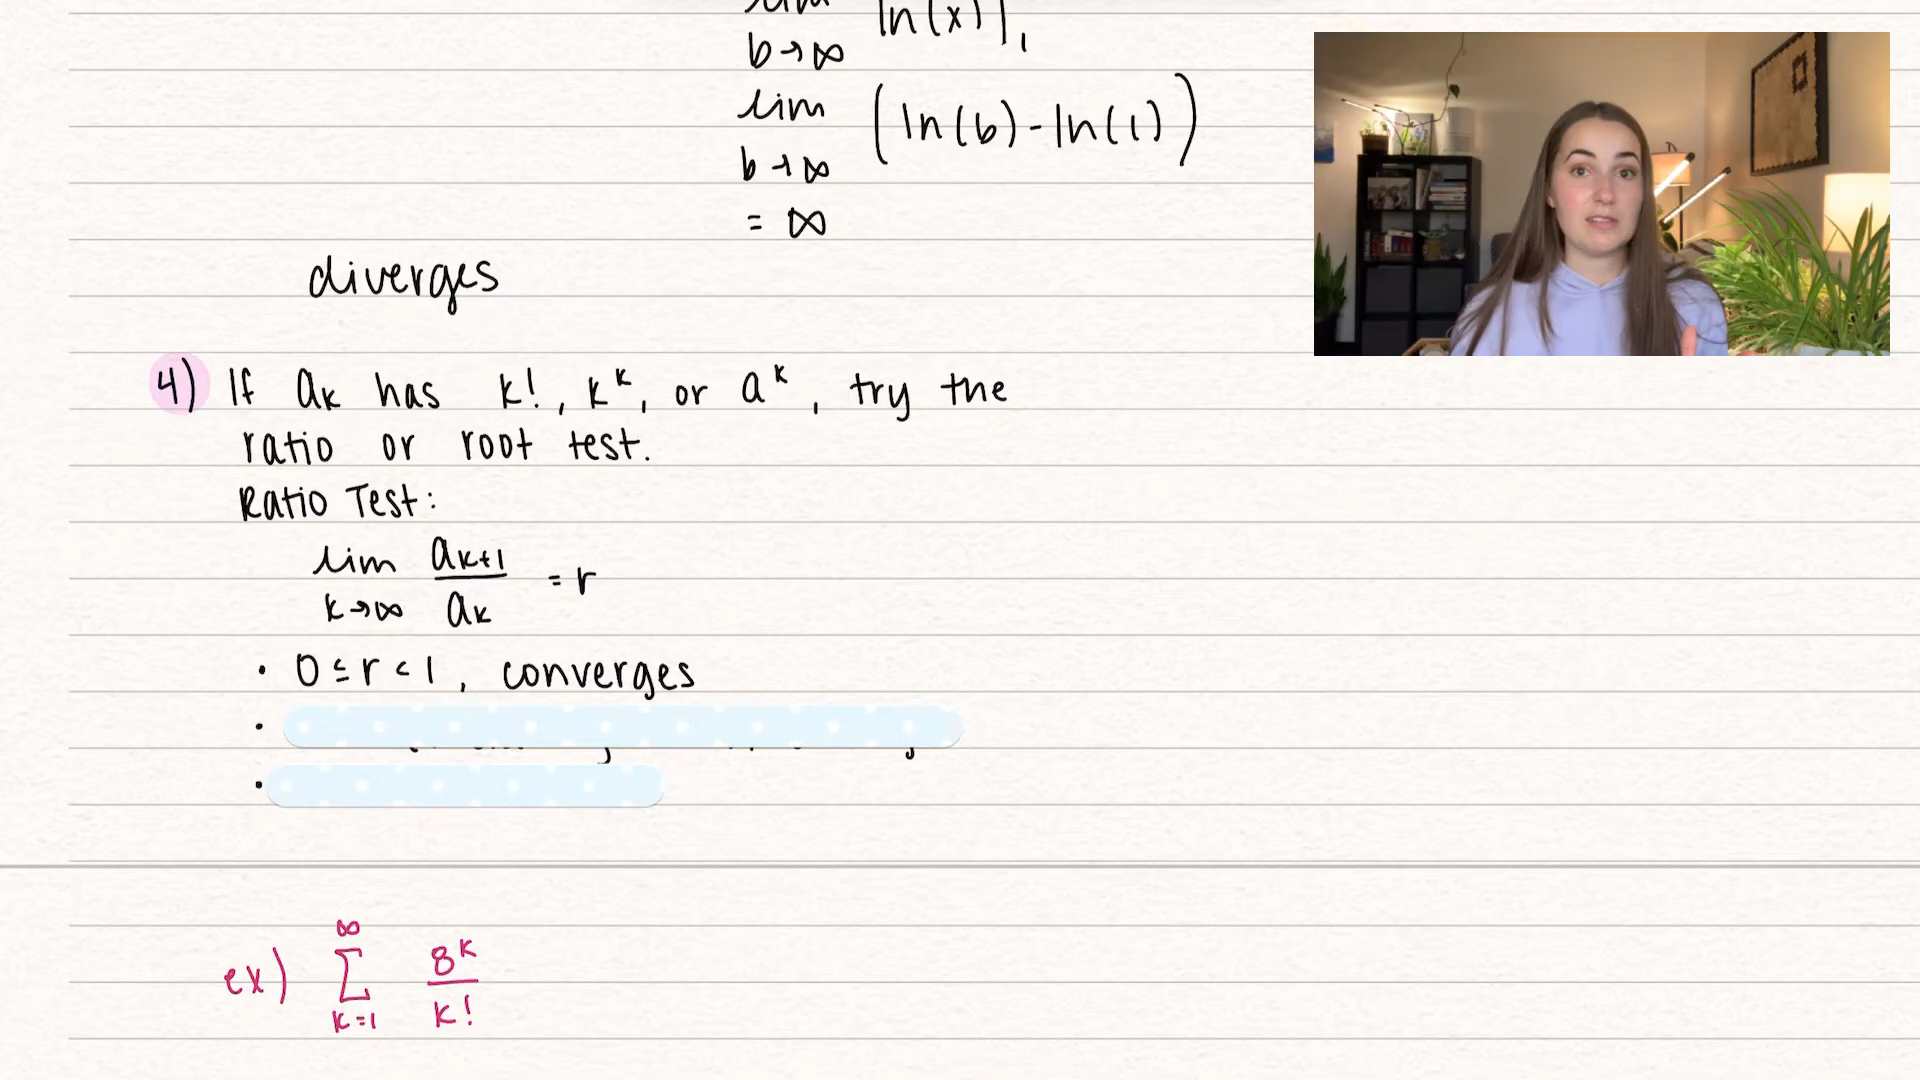 lim ln(x)],
b→∞
lim (ln(b)-ln(1))
b→∞
= ∞
diverges
4) If aₖ has k!, kᵏ, or aᵏ, try the
ratio or root test.
Ratio Test:
lim aₖ₊₁/aₖ = r
k→∞
• 0 ≤ r < 1, converges
•
•
ex) ∞ Σ k=1 8ᵏ/k!